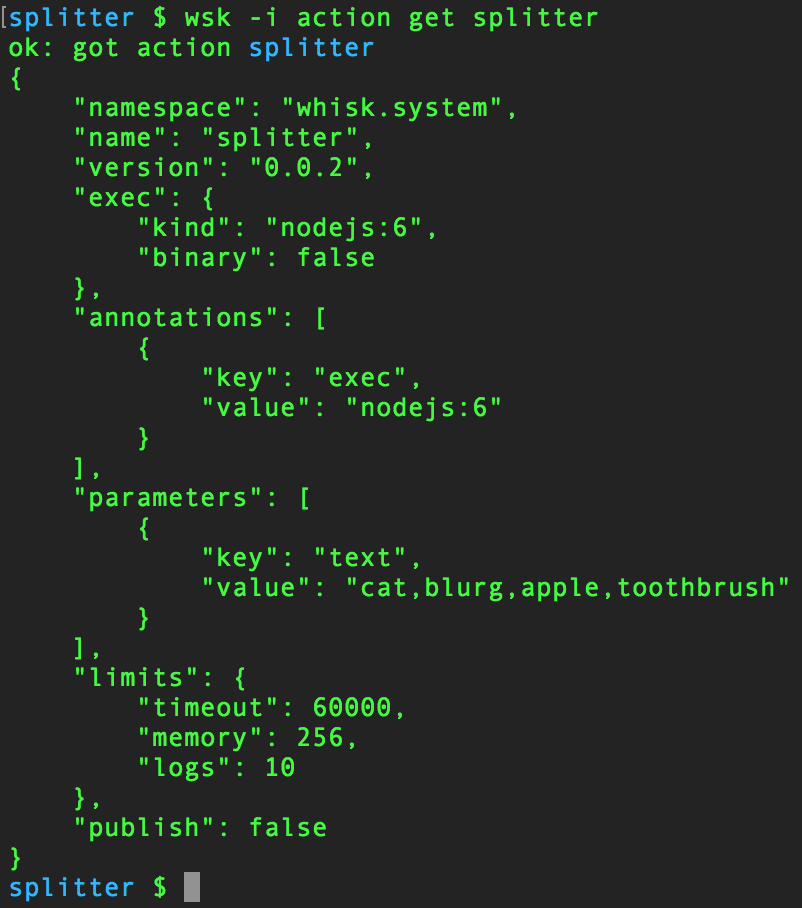 [splitter $ wsk -i action get splitter
ok: got action splitter
{
    "namespace": "whisk.system",
    "name": "splitter",
    "version": "0.0.2",
    "exec": {
        "kind": "nodejs:6",
        "binary": false
    },
    "annotations": [
        {
            "key": "exec",
            "value": "nodejs:6"
        }
    ],
    "parameters": [
        {
            "key": "text",
            "value": "cat,blurg,apple,toothbrush"
        }
    ],
    "limits": {
        "timeout": 60000,
        "memory": 256,
        "logs": 10
    },
    "publish": false
}
splitter $